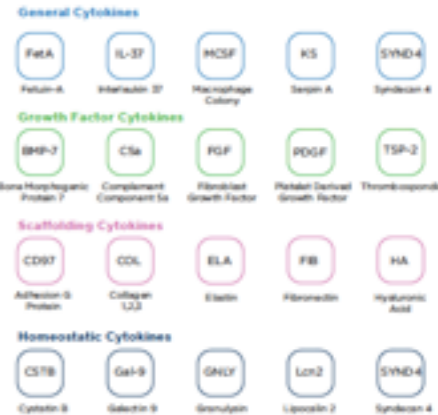 General Cytokines
FetA IL-37 MCSF KS SYND4
Fetuin-A Interleukin 37 Macrophage Colony Serpin A Syndecan 4
Growth Factor Cytokines
BMP-7 C5a FGF PDGF TSP-2
Bone Morphogenic Protein 7 Complement Component 5a Fibroblast Growth Factor Platelet Derived Growth Factor Thrombospondi
Scaffolding Cytokines
CD97 COL ELA FIB HA
Adhesion G Protein Collagen 1,2,3 Elastin Fibronectin Hyaluronic Acid
Homeostatic Cytokines
CSTB Gal-9 GNLY Lcn2 SYND4
Cystatin B Galectin 9 Granulysin Lipocalin 2 Syndecan 4